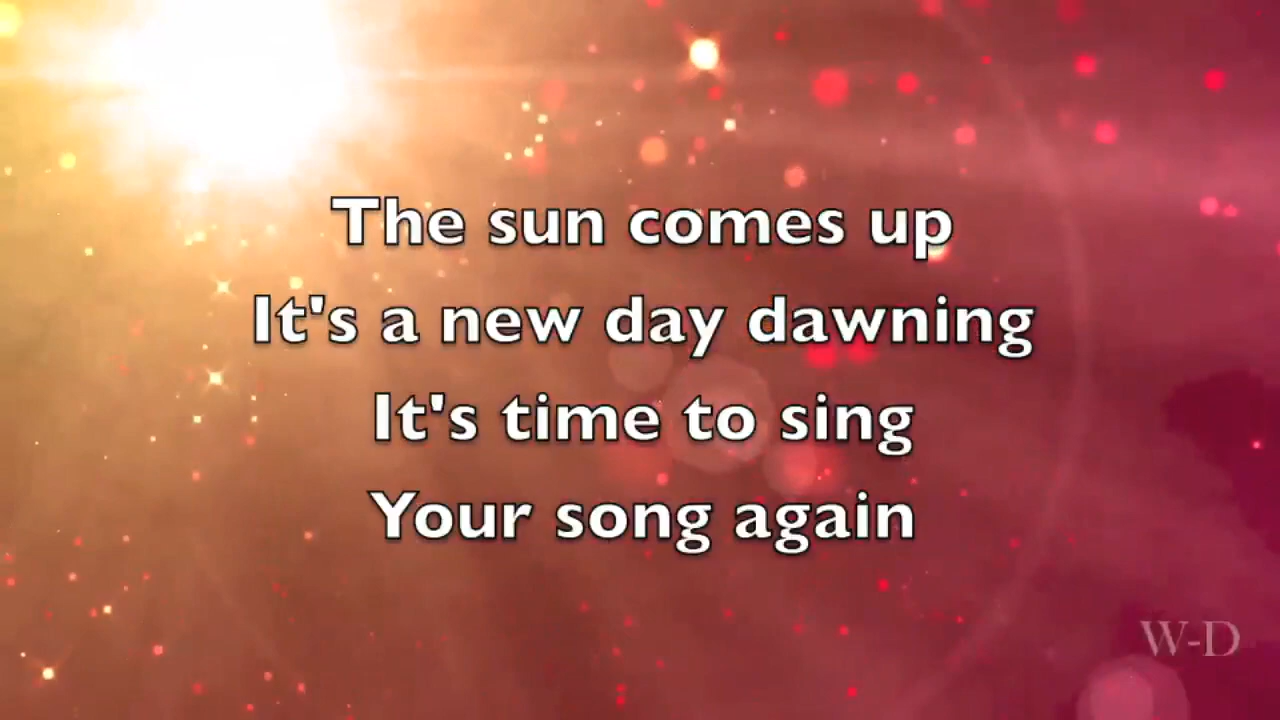 The sun comes up
It's a new day dawning
It's time to sing
Your song again
W-D